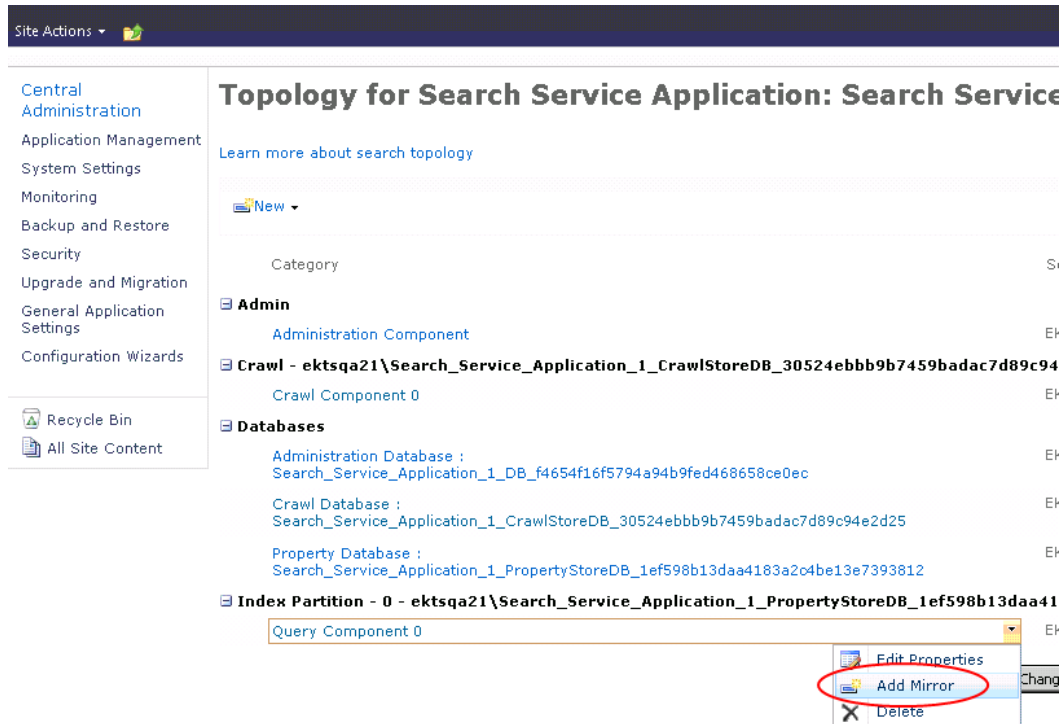 Site Actions
Central
Administration
Application Management
System Settings
Monitoring
Backup and Restore
Security
Upgrade and Migration
General Application
Settings
Configuration Wizards
Recycle Bin
All Site Content
Topology for Search Service Application: Search Service
Learn more about search topology
New
Category
Admin
Administration Component
Crawl - ektsqa21\Search_Service_Application_1_CrawlStoreDB_30524ebbb9b7459badac7d89c94
Crawl Component 0
Databases
Administration Database :
Search_Service_Application_1_DB_f4654f16f5794a94b9fed468658ce0ec
Crawl Database :
Search_Service_Application_1_CrawlStoreDB_30524ebbb9b7459badac7d89c94e2d25
Property Database :
Search_Service_Application_1_PropertyStoreDB_1ef598b13daa4183a2c4be13e7393812
Index Partition - 0 - ektsqa21\Search_Service_Application_1_PropertyStoreDB_1ef598b13daa41
Query Component 0
Edit Properties
Add Mirror
Delete